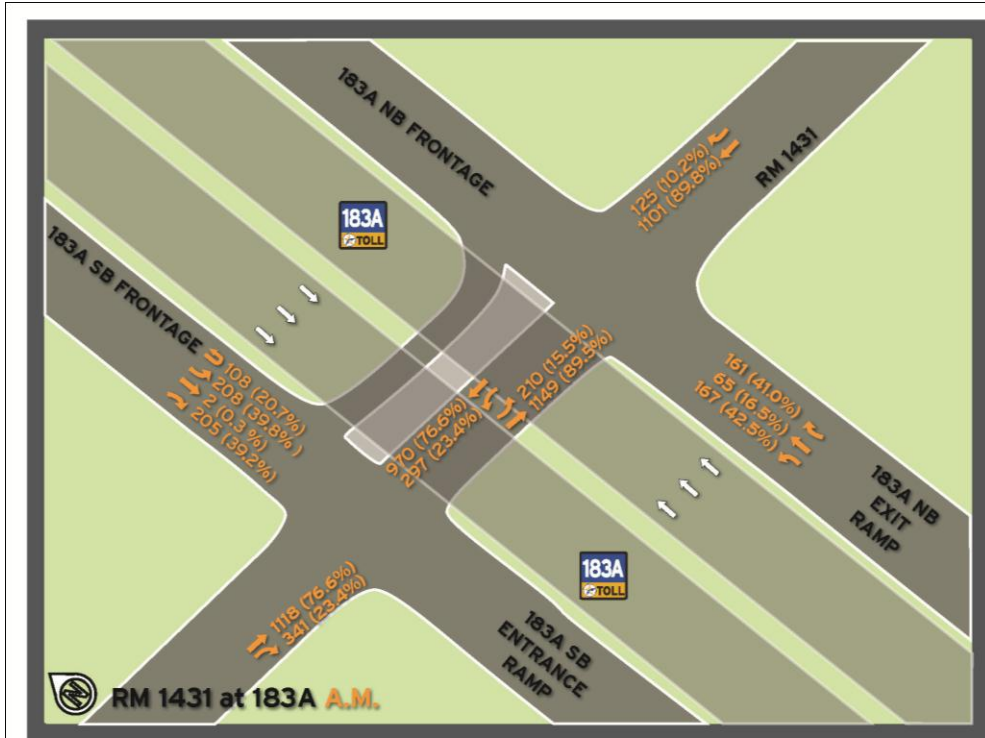 183A NB FRONTAGE
RM 1431
125 (10.2%)
1101 (89.8%)
183A
TOLL
183A SB FRONTAGE
108 (20.7%)
208 (39.8% )
2 (0.3 %)
205 (39.2%)
210 (15.5%)
1149 (89.5%)
970 (76.6%)
297 (23.4%)
161 (41.0%)
65 (16.5%)
167 (42.5%)
183A NB
EXIT
RAMP
183A
TOLL
1118 (76.6%)
341 (23.4%)
183A SB
ENTRANCE
RAMP
RM 1431 at 183A A.M.